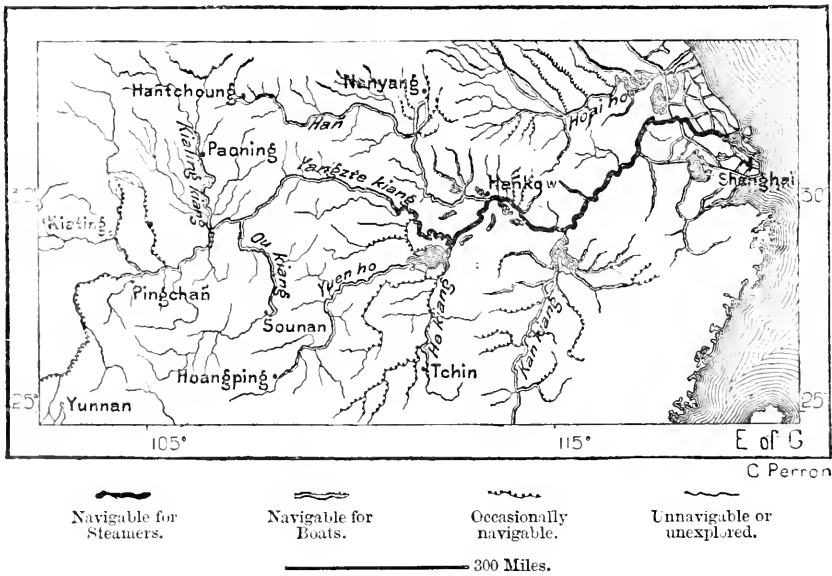 Hantchoung
Nanyang
Hoai ho
Han
Kialing kiang
Paoning
Yangzte kiang
Hankow
Shanghai
30°
30°
Kiating
Ou kiang
Yuen ho
Pingchan
Sounan
He kiang
Kan kiang
Hoangping
Tchin
25°
25°
Yunnan
105°
115°
E of G
C Perron
Navigable for
Steamers.
Navigable for
Boats.
Occasionally
navigable.
Unnavigable or
unexplored.
300 Miles.